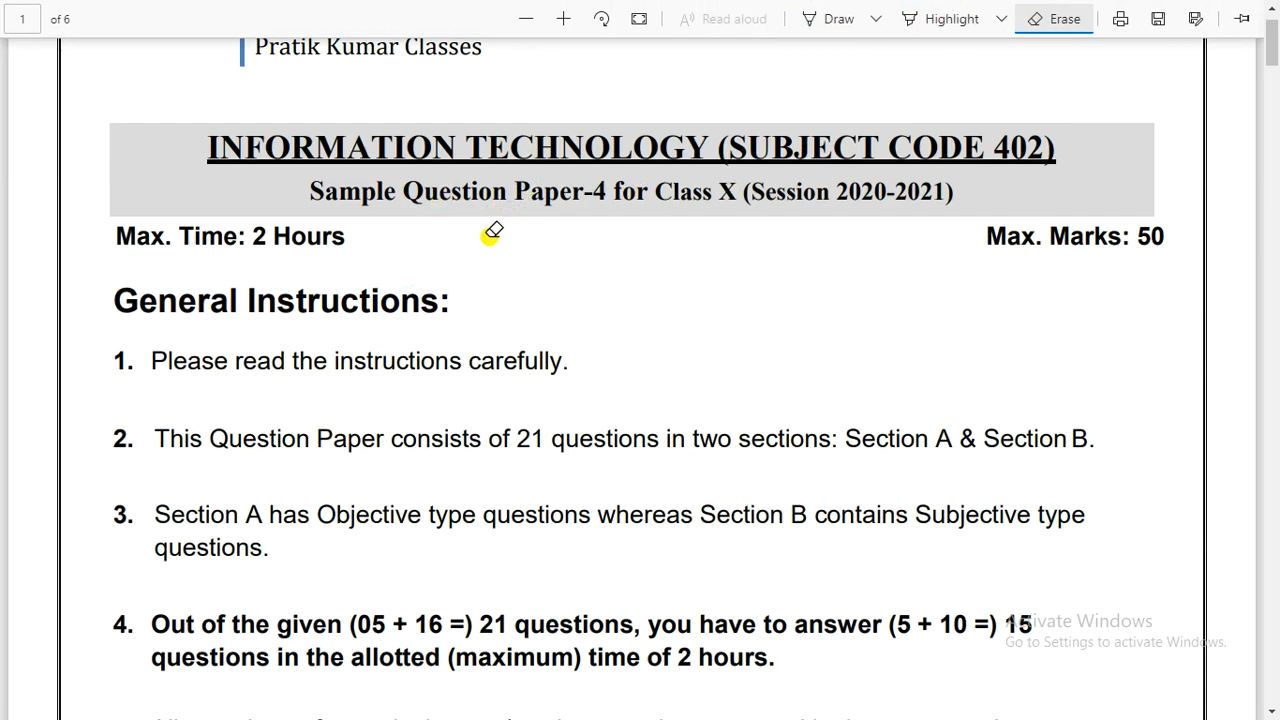 1 of 6 Read aloud Draw Highlight Erase
Pratik Kumar Classes
INFORMATION TECHNOLOGY (SUBJECT CODE 402)
Sample Question Paper-4 for Class X (Session 2020-2021)
Max. Time: 2 Hours Max. Marks: 50
General Instructions:
1. Please read the instructions carefully.
2. This Question Paper consists of 21 questions in two sections: Section A & Section B.
3. Section A has Objective type questions whereas Section B contains Subjective type
questions.
4. Out of the given (05 + 16 =) 21 questions, you have to answer (5 + 10 =) 15
questions in the allotted (maximum) time of 2 hours.
Activate Windows
Go to Settings to activate Windows.